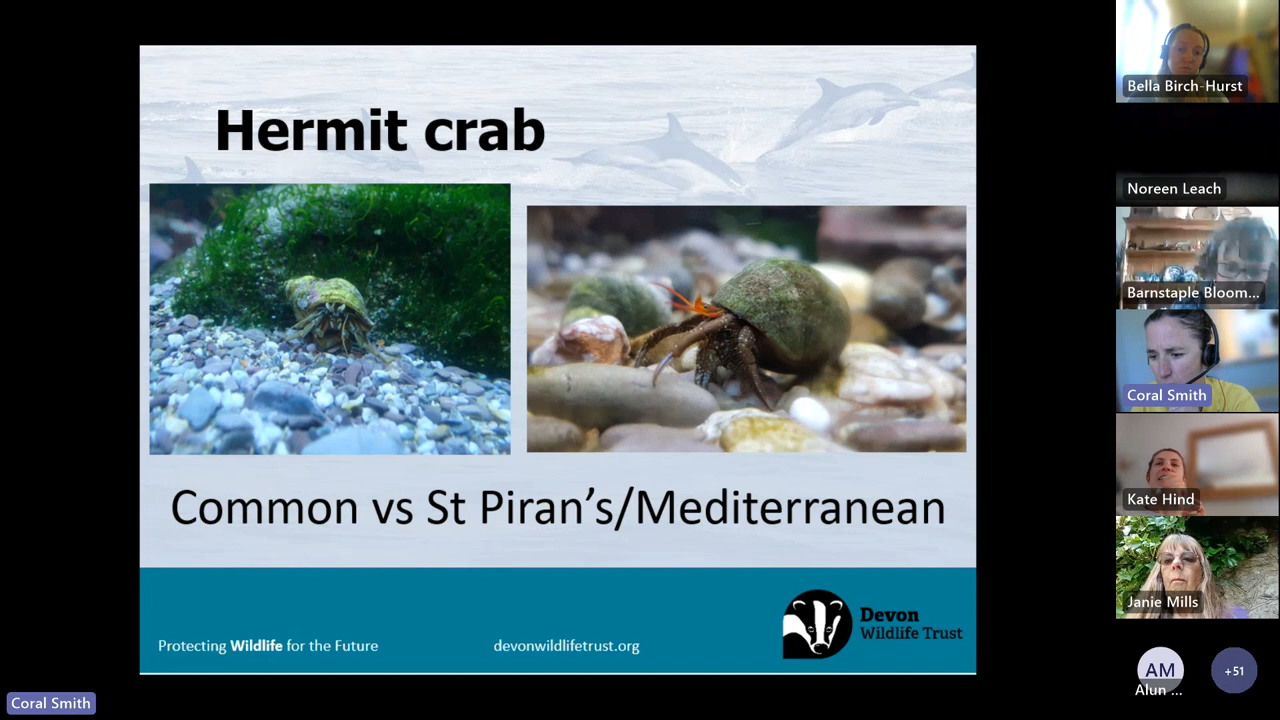 Hermit crab
Common vs St Piran's/Mediterranean
Protecting Wildlife for the Future
devonwildlifetrust.org
Devon
Wildlife Trust
Bella Birch-Hurst
Noreen Leach
Barnstaple Bloom...
Coral Smith
Kate Hind
Janie Mills
AM
Alun ...
+51
Coral Smith